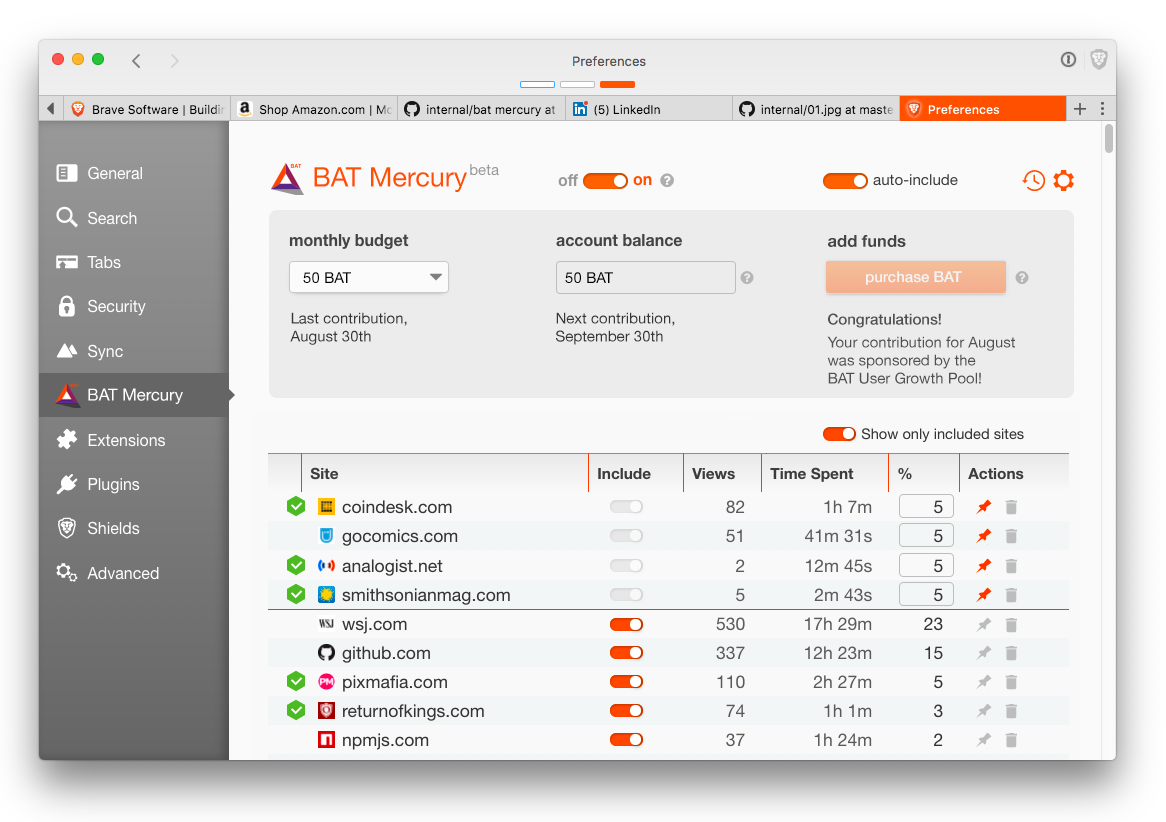 Preferences
Brave Software | Buildin
Shop Amazon.com | Mo
internal/bat mercury at
(5) LinkedIn
internal/01.jpg at maste
Preferences
General
Search
Tabs
Security
Sync
BAT Mercury
Extensions
Plugins
Shields
Advanced
BAT
BAT Mercury beta
off on ?
auto-include
monthly budget
50 BAT
Last contribution,
August 30th
account balance
50 BAT ?
Next contribution,
September 30th
add funds
purchase BAT ?
Congratulations!
Your contribution for August
was sponsored by the
BAT User Growth Pool!
Show only included sites
Site Include Views Time Spent % Actions
coindesk.com 82 1h 7m 5
gocomics.com 51 41m 31s 5
analogist.net 2 12m 45s 5
smithsonianmag.com 5 2m 43s 5
WSJ wsj.com 530 17h 29m 23
github.com 337 12h 23m 15
PM pixmafia.com 110 2h 27m 5
returnofkings.com 74 1h 1m 3
npmjs.com 37 1h 24m 2